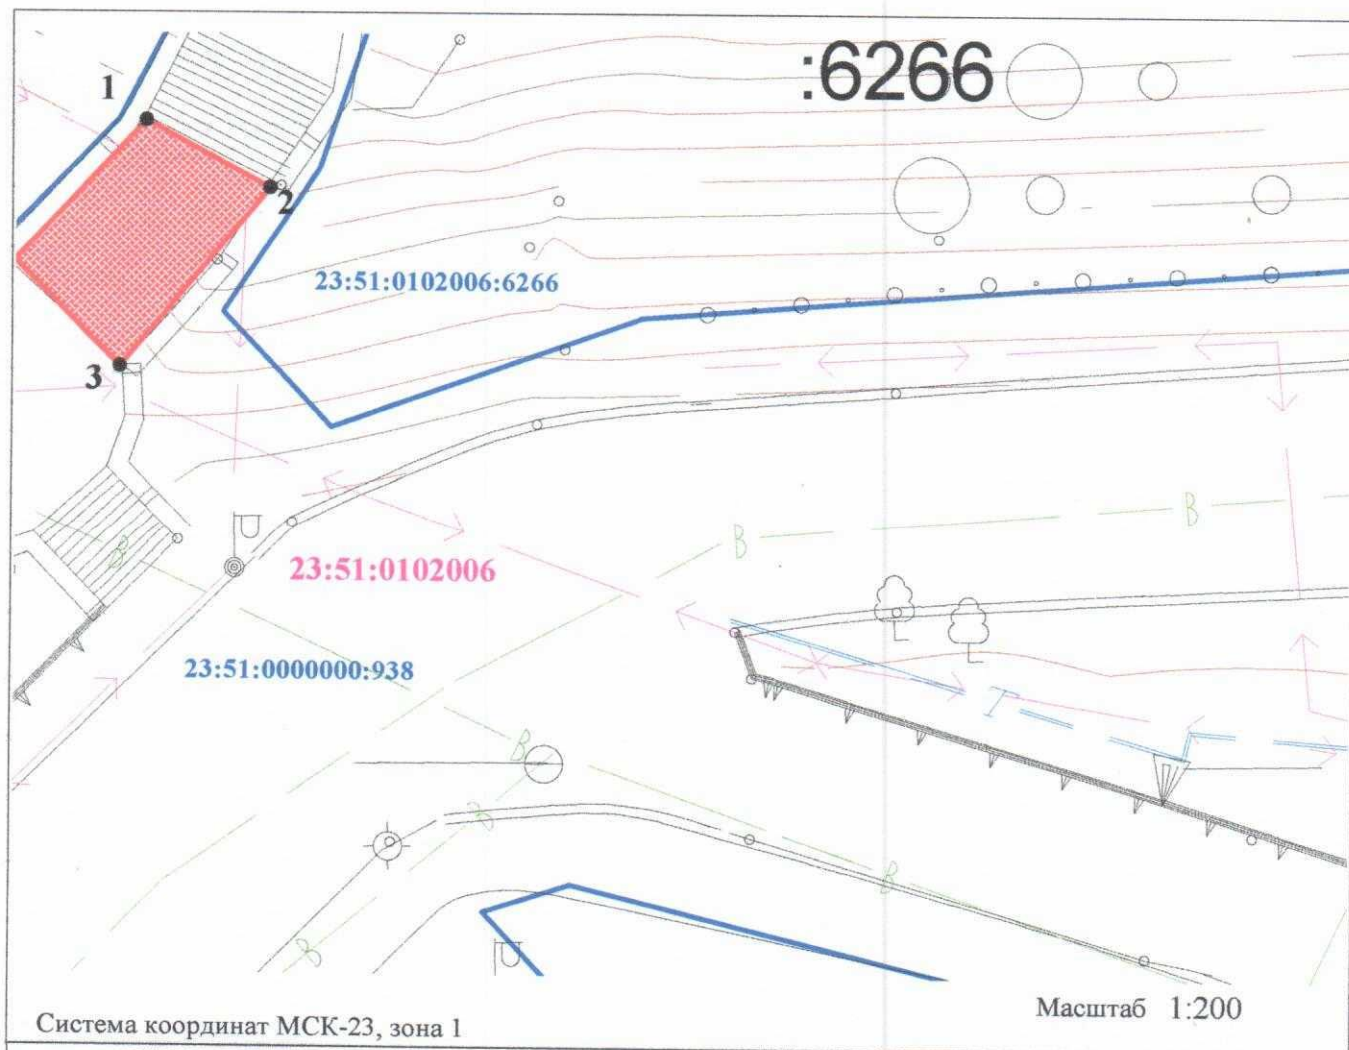 :6266
1
2
23:51:0102006:6266
3
В
В
23:51:0102006
В
23:51:0000000:938
В
В
В
В
Система координат МСК-23, зона 1
Масштаб 1:200